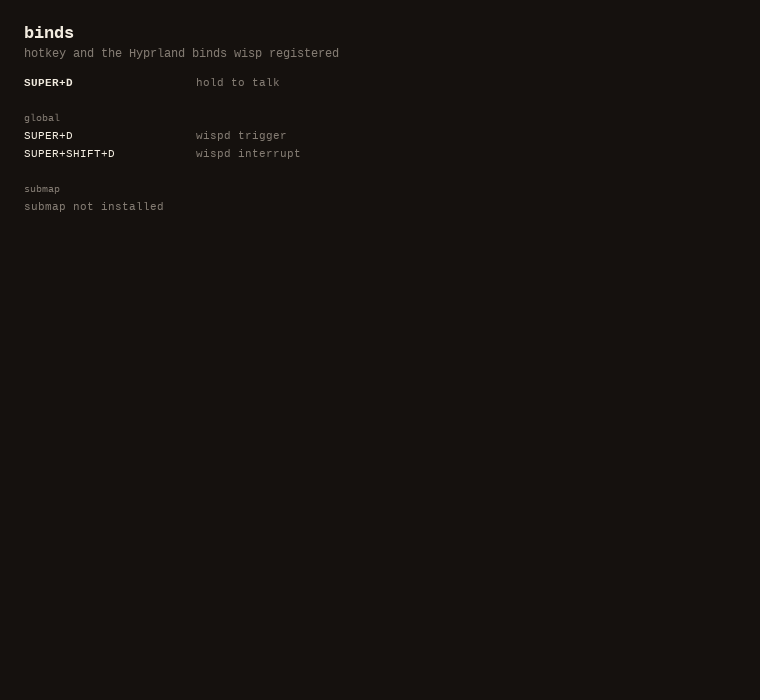 binds
hotkey and the Hyprland binds wisp registered
SUPER+D hold to talk
global
SUPER+D wispd trigger
SUPER+SHIFT+D wispd interrupt
submap
submap not installed